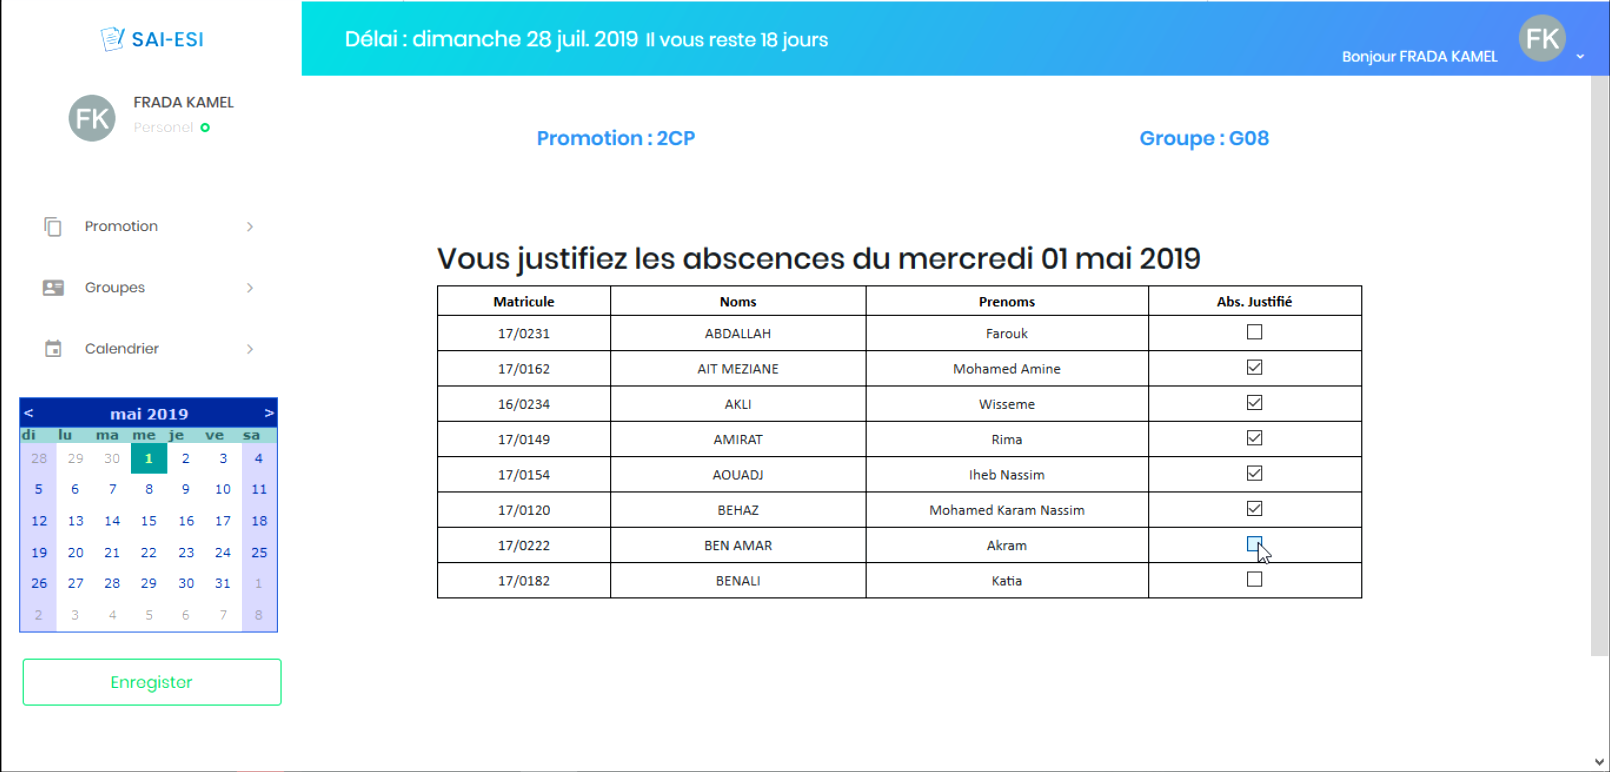 SAI-ESI
Délai : dimanche 28 juil. 2019 Il vous reste 18 jours
Bonjour FRADA KAMEL
FK
FK
FRADA KAMEL
Personel
Promotion
Groupes
Calendrier
< mai 2019 >
di lu ma me je ve sa
28 29 30 1 2 3 4
5 6 7 8 9 10 11
12 13 14 15 16 17 18
19 20 21 22 23 24 25
26 27 28 29 30 31 1
2 3 4 5 6 7 8
Enregister
Promotion : 2CP
Groupe : G08
Vous justifiez les abscences du mercredi 01 mai 2019
Matricule Noms Prenoms Abs. Justifié
17/0231 ABDALLAH Farouk
17/0162 AIT MEZIANE Mohamed Amine
16/0234 AKLI Wisseme
17/0149 AMIRAT Rima
17/0154 AOUADJ Iheb Nassim
17/0120 BEHAZ Mohamed Karam Nassim
17/0222 BEN AMAR Akram
17/0182 BENALI Katia